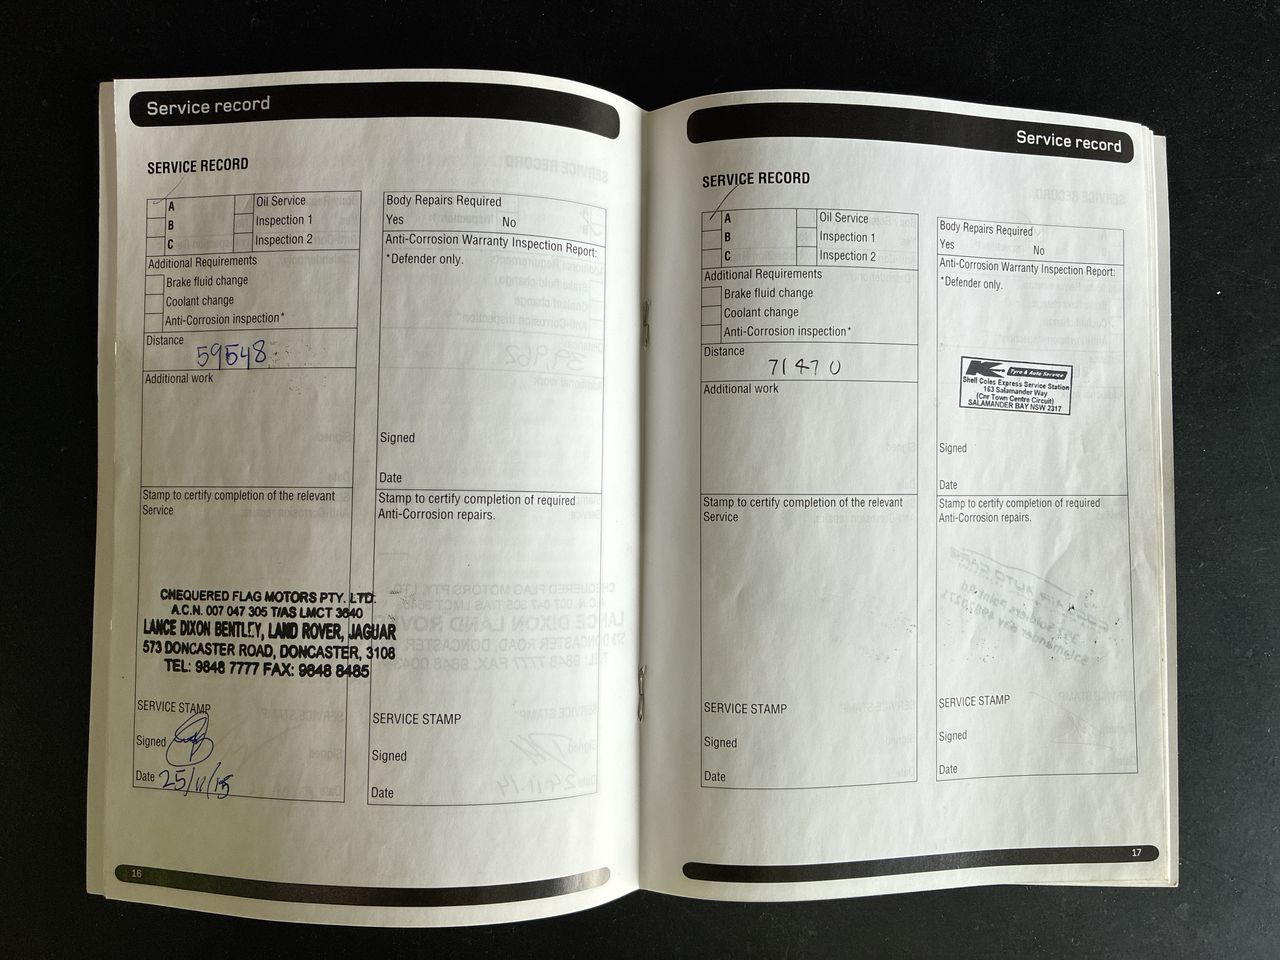 Service record
SERVICE RECORD
A
B
C
Oil Service
Inspection 1
Inspection 2
Additional Requirements
Brake fluid change
Coolant change
Anti-Corrosion inspection*
Distance
59548
Additional work
Stamp to certify completion of the relevant
Service
CHEQUERED FLAG MOTORS PTY. LTD.
A.C.N. 007 047 305 T/AS LMCT 3640
LANCE DIXON BENTLEY, LAND ROVER, JAGUAR
573 DONCASTER ROAD, DONCASTER, 3108
TEL: 9848 7777 FAX: 9848 8485
SERVICE STAMP
Signed
Date 25/11/15
Body Repairs Required
Yes No
Anti-Corrosion Warranty Inspection Report:
*Defender only.
Signed
Date
Stamp to certify completion of required
Anti-Corrosion repairs.
SERVICE STAMP
Signed
Date
16
Service record
SERVICE RECORD
A
B
C
Oil Service
Inspection 1
Inspection 2
Additional Requirements
Brake fluid change
Coolant change
Anti-Corrosion inspection*
Distance
71470
Additional work
Stamp to certify completion of the relevant
Service
SERVICE STAMP
Signed
Date
Body Repairs Required
Yes No
Anti-Corrosion Warranty Inspection Report:
*Defender only.
K Tyre & Auto Service
Shell Coles Express Service Station
163 Salamander Way
(Cnr Town Centre Circuit)
SALAMANDER BAY NSW 2317
Signed
Date
Stamp to certify completion of required
Anti-Corrosion repairs.
SERVICE STAMP
Signed
Date
17